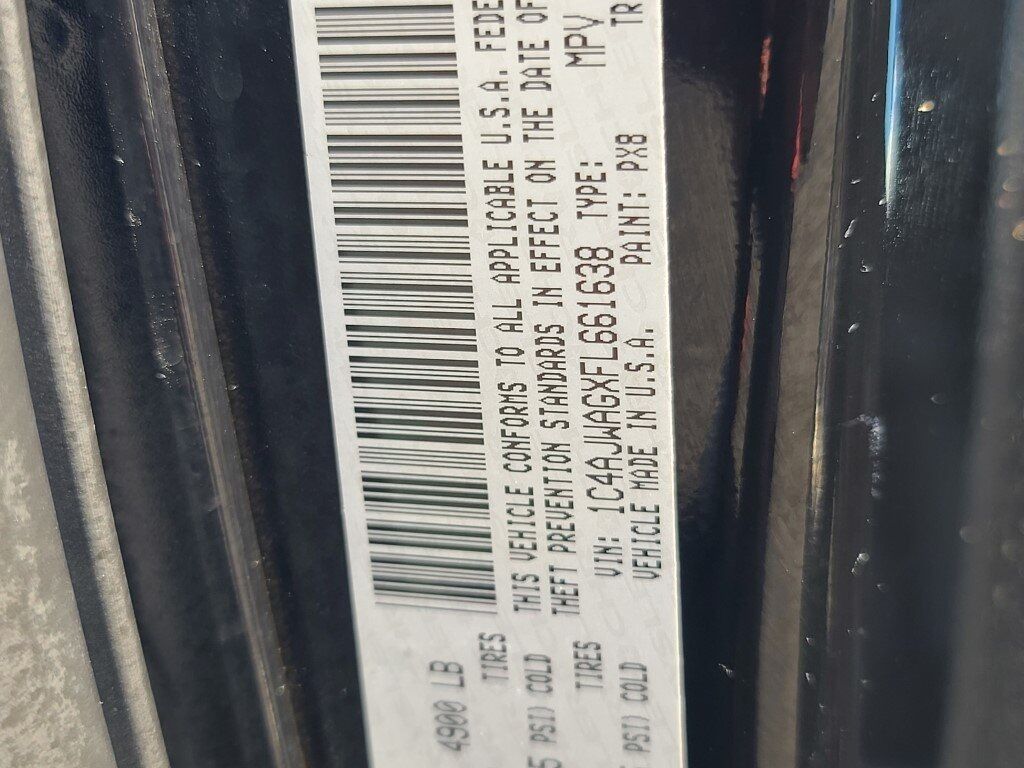 4900 LB
TIRES
THIS VEHICLE CONFORMS TO ALL APPLICABLE U.S.A. FEDE
5 PSI) COLD
THEFT PREVENTION STANDARDS IN EFFECT ON THE DATE OF
TIRES
VIN: 1C4AJWAGXFL661638 TYPE: MPV
PSI) COLD
VEHICLE MADE IN U.S.A. PAINT: PX8 TR